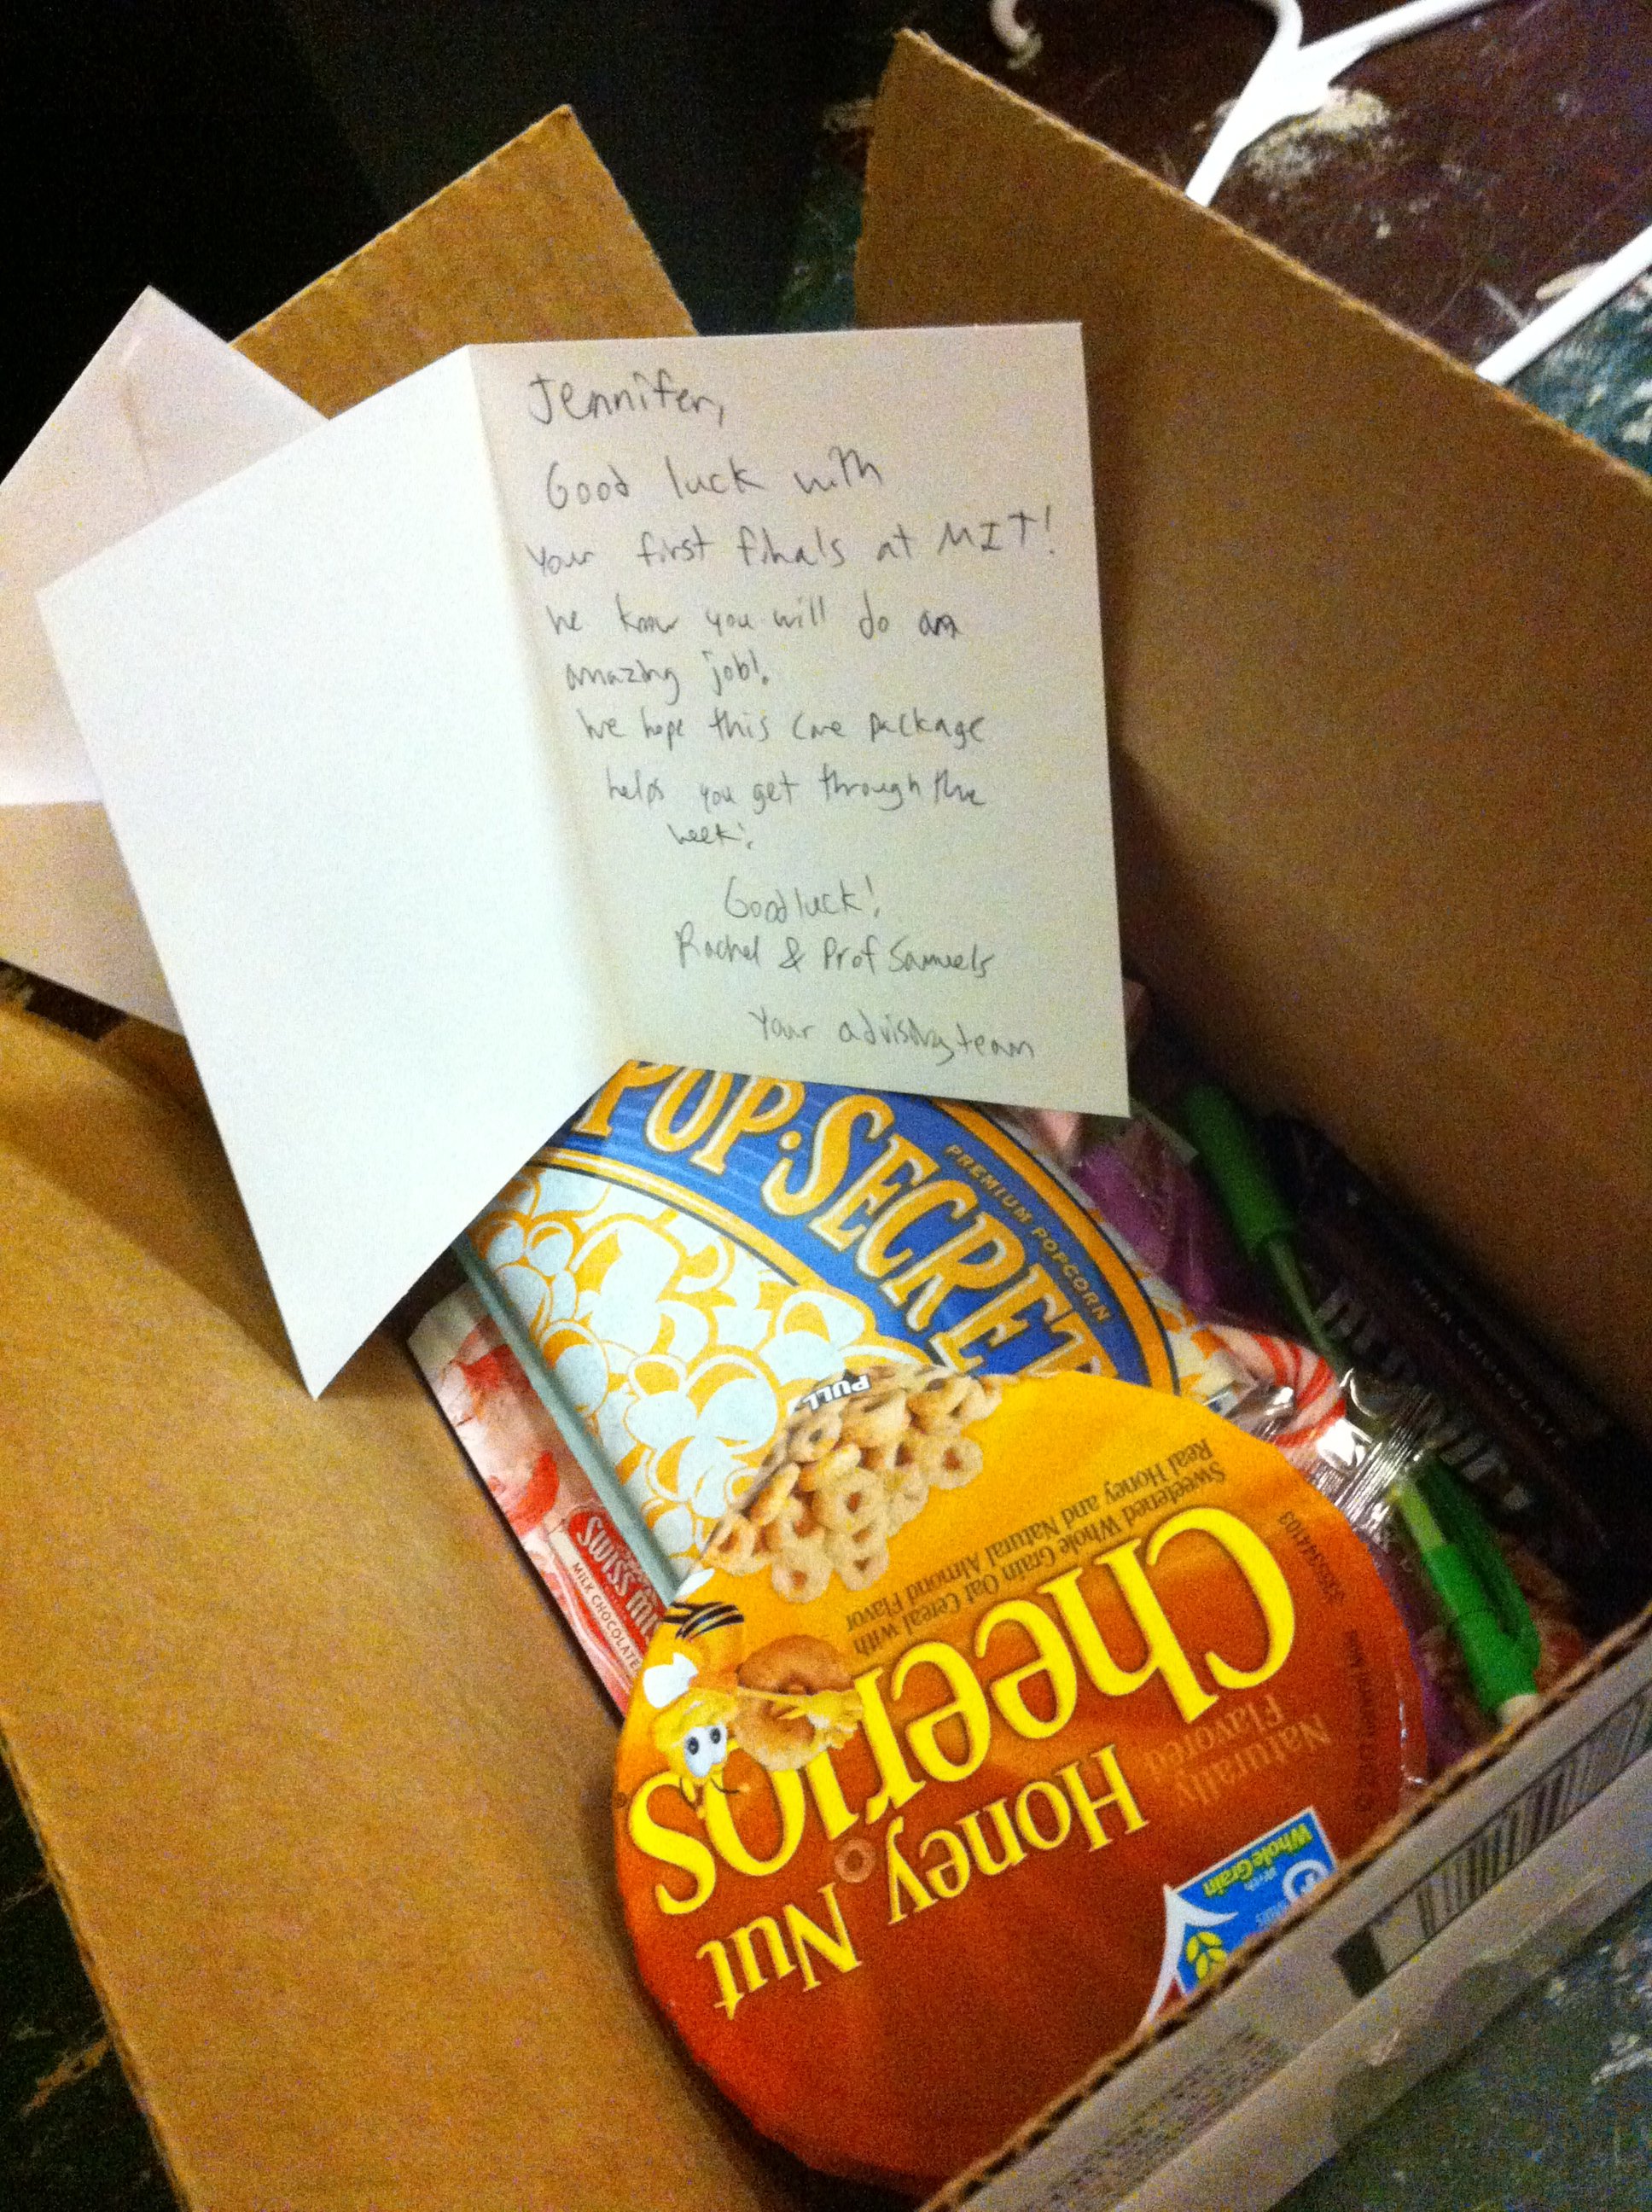 Jennifer,
Good luck with
your first finals at MIT!
We know you will do an
amazing job!
We hope this care package
helps you get through the
week!
Good luck!
Rachel & Prof Samuels
Your advising team
POP·SECRET
PREMIUM POPCORN
PULL
SWISS MISS
MILK CHOCOLATE
MILK CHOCOLATE
Honey Nut
Cheerios
Sweetened Whole Grain Oat Cereal with
Real Honey and Natural Almond Flavor
Naturally
Flavored
with
Whole Grain